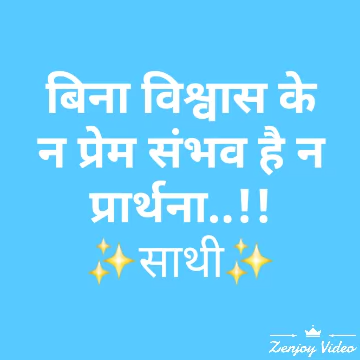 बिना विश्वास के
न प्रेम संभव है न
प्रार्थना..!!
✨साथी✨
Zenjoy Video